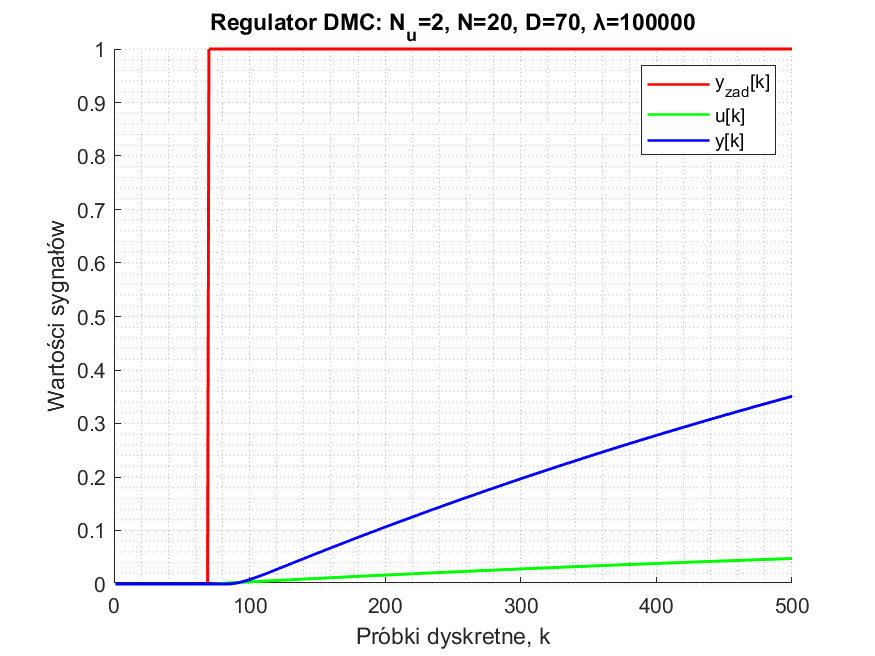 Regulator DMC: N_u=2, N=20, D=70, λ=100000
1
0.9
0.8
0.7
0.6
0.5
0.4
0.3
0.2
0.1
0
Wartości sygnałów
y_zad[k]
u[k]
y[k]
0 100 200 300 400 500
Próbki dyskretne, k